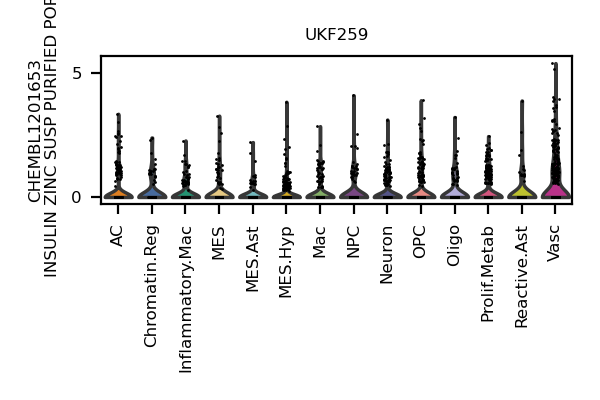 UKF259
CHEMBL1201653
INSULIN ZINC SUSP PURIFIED POR
5
0
AC
Chromatin.Reg
Inflammatory.Mac
MES
MES.Ast
MES.Hyp
Mac
NPC
Neuron
OPC
Oligo
Prolif.Metab
Reactive.Ast
Vasc